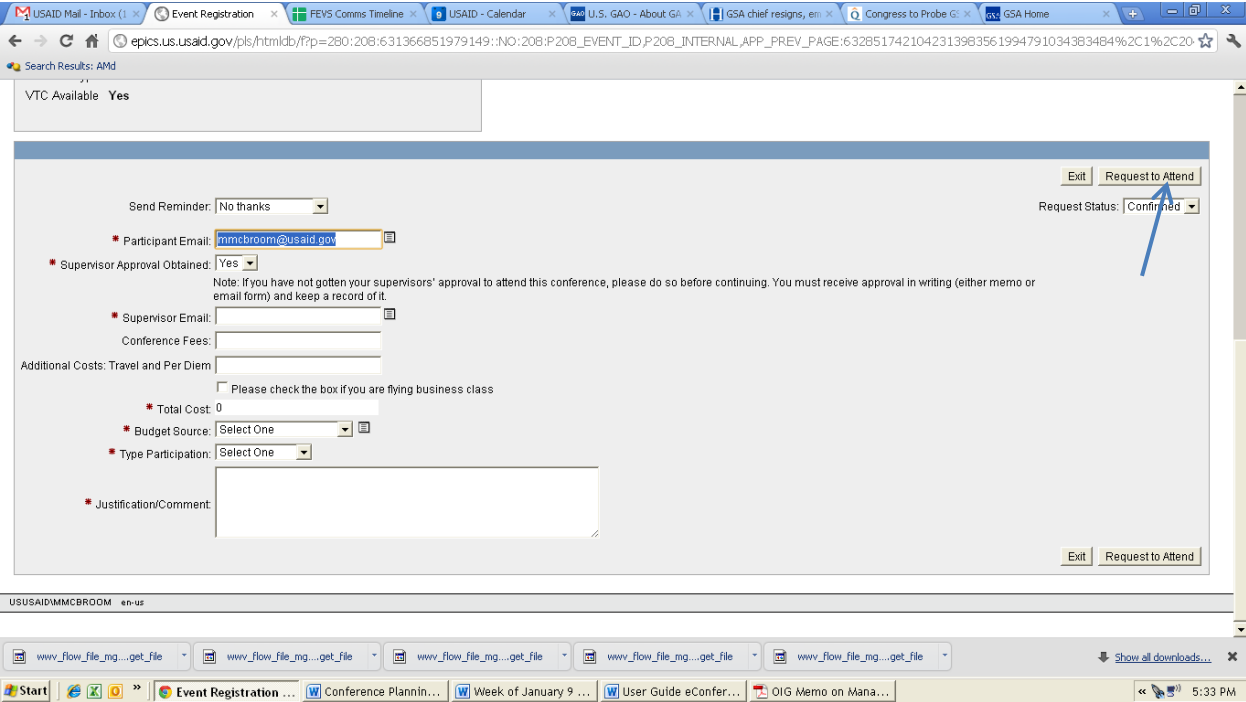 USAID Mail - Inbox (1 Event Registration FEVS Comms Timeline 9 USAID - Calendar GAO U.S. GAO - About GA GSA chief resigns, em Congress to Probe GS GSA GSA Home
epics.us.usaid.gov/pls/htmldb/f?p=280:208:631366851979149::NO:208:P208_EVENT_ID,P208_INTERNAL,APP_PREV_PAGE:63285174210423139835619947910343834 84%2C1%2C20
Search Results: AMd
VTC Available Yes
Exit Request to Attend
Send Reminder: No thanks
Request Status: Confirmed
* Participant Email: mmcbroom@usaid.gov
* Supervisor Approval Obtained: Yes
Note: If you have not gotten your supervisors' approval to attend this conference, please do so before continuing. You must receive approval in writing (either memo or
email form) and keep a record of it.
* Supervisor Email:
Conference Fees:
Additional Costs: Travel and Per Diem
Please check the box if you are flying business class
* Total Cost: 0
* Budget Source: Select One
* Type Participation: Select One
* Justification/Comment:
Exit Request to Attend
USUSAID\MMCBROOM en-us
wwv_flow_file_mg....get_file wwv_flow_file_mg....get_file wwv_flow_file_mg....get_file wwv_flow_file_mg....get_file wwv_flow_file_mg....get_file Show all downloads...
Start » Event Registration ... Conference Plannin... Week of January 9 ... User Guide eConfer... OIG Memo on Mana... « 5:33 PM